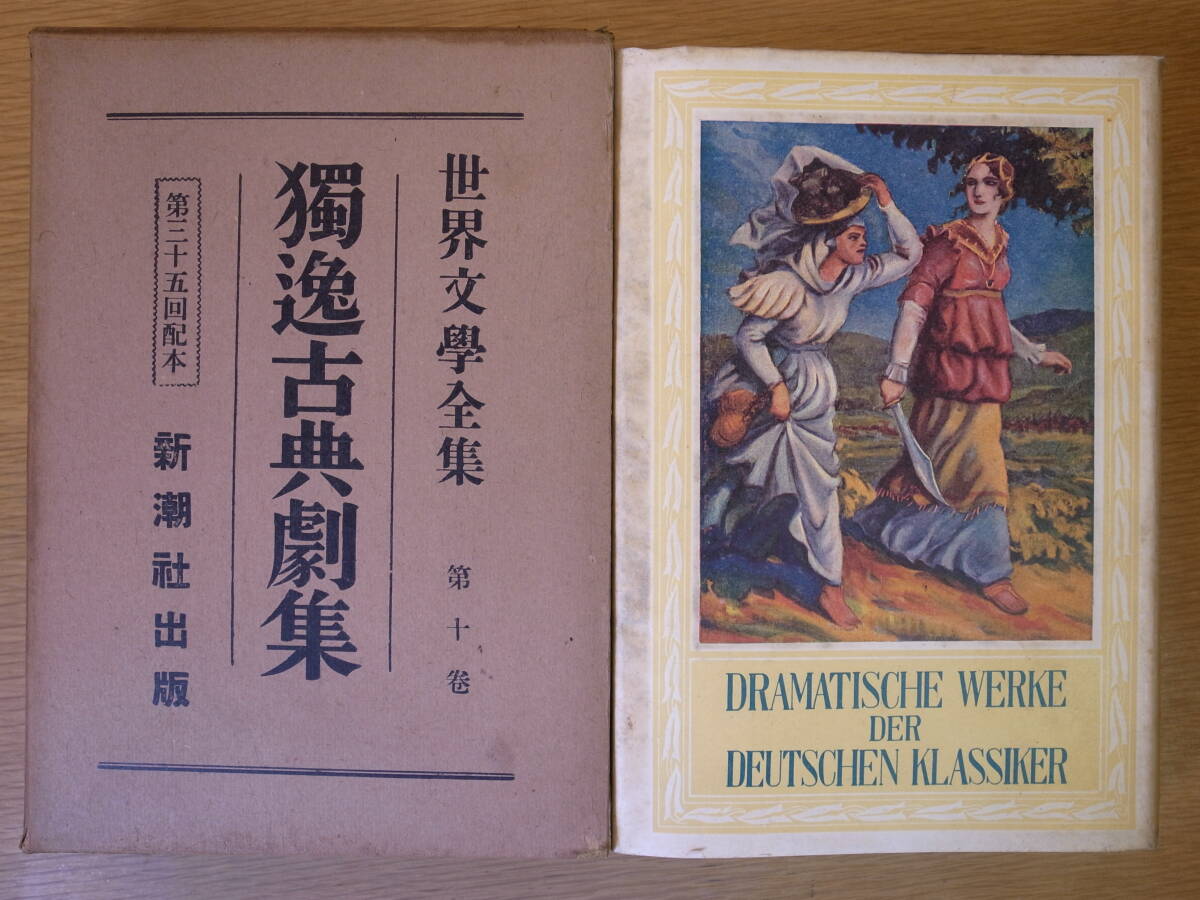 世界文學全集 第十卷
獨逸古典劇集
第三十五回配本
新潮社出版
DRAMATISCHE WERKE
DER
DEUTSCHEN KLASSIKER